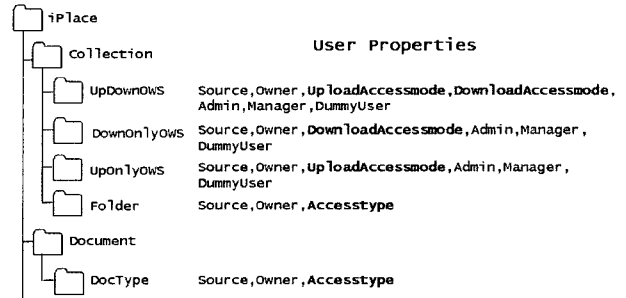 iPlace
Collection
User Properties
UpDownOWS
Source,Owner,UploadAccessmode,DownloadAccessmode,
Admin,Manager,DummyUser
DownOnlyOWS
Source,Owner,DownloadAccessmode,Admin,Manager,
DummyUser
UpOnlyOWS
Source,Owner,UploadAccessmode,Admin,Manager,
DummyUser
Folder
Source,Owner,Accesstype
Document
DocType
Source,Owner,Accesstype